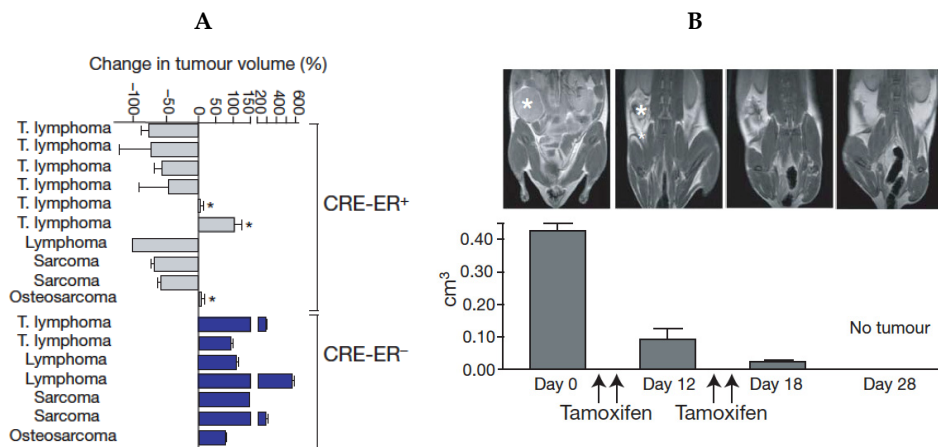 A
Change in tumour volume (%)
-100
-50
0
50
100
150
200
400
600
T. lymphoma
T. lymphoma
T. lymphoma
T. lymphoma
T. lymphoma *
T. lymphoma *
Lymphoma
Sarcoma
Sarcoma
Osteosarcoma *
CRE-ER+
T. lymphoma
T. lymphoma
Lymphoma
Lymphoma
Sarcoma
Sarcoma
Osteosarcoma
CRE-ER–
B
* *
cm3
0.40
0.30
0.20
0.10
0.00
No tumour
Day 0 Day 12 Day 18 Day 28
Tamoxifen Tamoxifen